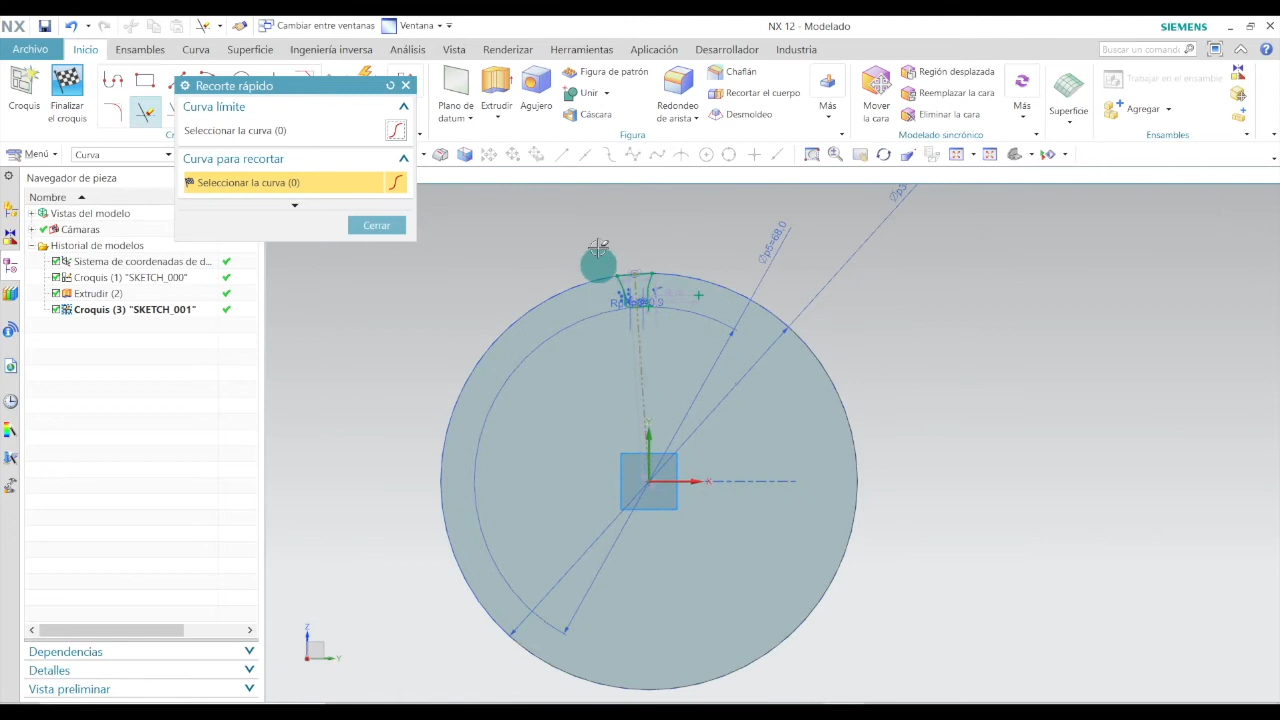 NX
Cambiar entre ventanas
Ventana
NX 12 - Modelado
SIEMENS
Archivo
Inicio
Ensambles
Curva
Superficie
Ingeniería inversa
Análisis
Vista
Renderizar
Herramientas
Aplicación
Desarrollador
Industria
Buscar un comando
Croquis
Finalizar
el croquis
Recorte rápido
Curva límite
Seleccionar la curva (0)
Curva para recortar
Seleccionar la curva (0)
Cerrar
Plano de
datum
Extrudir
Agujero
Figura de patrón
Unir
Cáscara
Redondeo
de arista
Chaflán
Recortar el cuerpo
Desmoldeo
Más
Figura
Mover
la cara
Región desplazada
Reemplazar la cara
Eliminar la cara
Más
Modelado sincrónico
Superficie
Trabajar en el ensamble
Agregar
Ensambles
Menú
Curva
Navegador de pieza
Nombre
Vistas del modelo
Cámaras
Historial de modelos
Sistema de coordenadas de d...
Croquis (1) "SKETCH_000"
Extrudir (2)
Croquis (3) "SKETCH_001"
Dependencias
Detalles
Vista preliminar
∅p5=68.0
Y
X
Z
Y